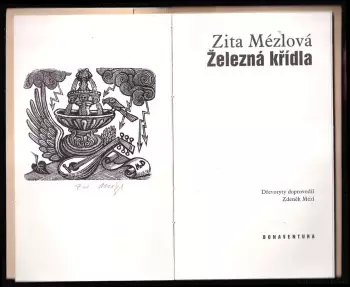 Zita Mézlová
Železná křídla
Dřevoryty doprovodil
Zdeněk Mézl
BONAVENTURA